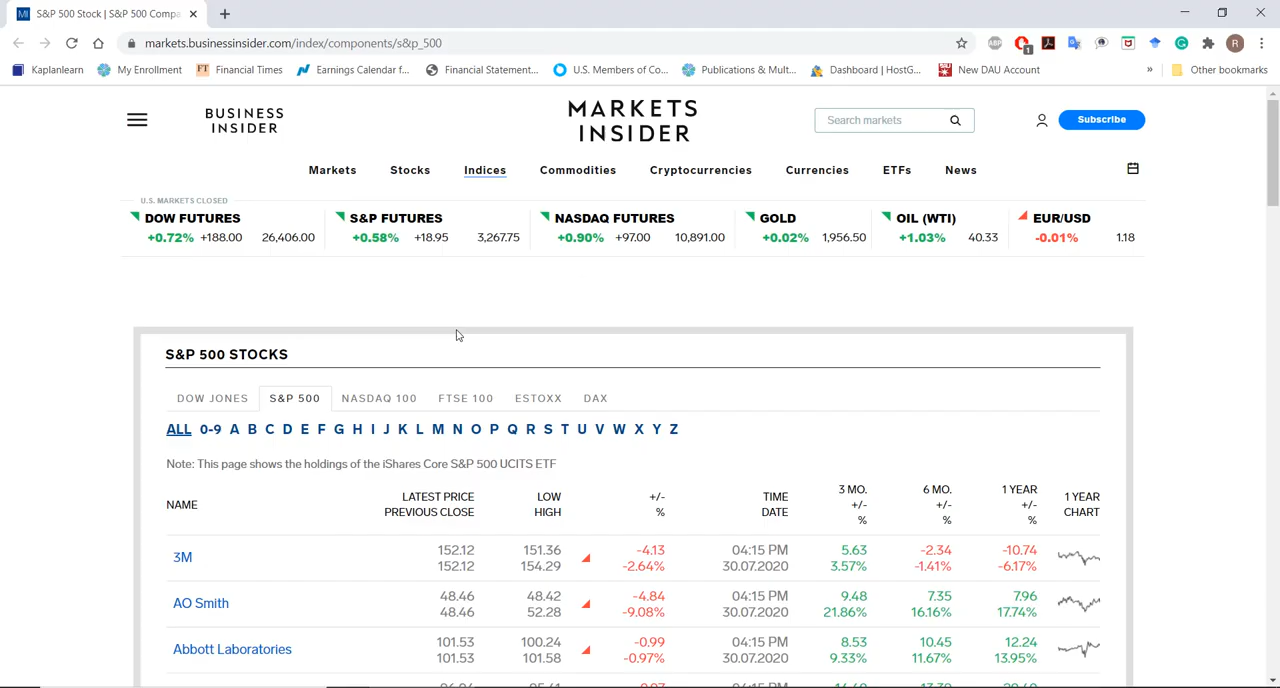 S&P 500 Stock | S&P 500 Compa
markets.businessinsider.com/index/components/s&p_500
ABP
1
R
Kaplanlearn My Enrollment FT Financial Times Earnings Calendar f... Financial Statement... U.S. Members of Co... Publications & Mult... Dashboard | HostG... New DAU Account » Other bookmarks
BUSINESS
INSIDER
MARKETS
INSIDER
Search markets
Subscribe
Markets Stocks Indices Commodities Cryptocurrencies Currencies ETFs News
U.S. MARKETS CLOSED
DOW FUTURES S&P FUTURES NASDAQ FUTURES GOLD OIL (WTI) EUR/USD
+0.72% +188.00 26,406.00 +0.58% +18.95 3,267.75 +0.90% +97.00 10,891.00 +0.02% 1,956.50 +1.03% 40.33 -0.01% 1.18
S&P 500 STOCKS
DOW JONES S&P 500 NASDAQ 100 FTSE 100 ESTOXX DAX
ALL 0-9 A B C D E F G H I J K L M N O P Q R S T U V W X Y Z
Note: This page shows the holdings of the iShares Core S&P 500 UCITS ETF
NAME LATEST PRICE PREVIOUS CLOSE LOW HIGH +/- % TIME DATE 3 MO. +/- % 6 MO. +/- % 1 YEAR +/- % 1 YEAR CHART
3M 152.12 151.36 -4.13 04:15 PM 5.63 -2.34 -10.74
152.12 154.29 -2.64% 30.07.2020 3.57% -1.41% -6.17%
AO Smith 48.46 48.42 -4.84 04:15 PM 9.48 7.35 7.96
48.46 52.28 -9.08% 30.07.2020 21.86% 16.16% 17.74%
Abbott Laboratories 101.53 100.24 -0.99 04:15 PM 8.53 10.45 12.24
101.53 101.58 -0.97% 30.07.2020 9.33% 11.67% 13.95%